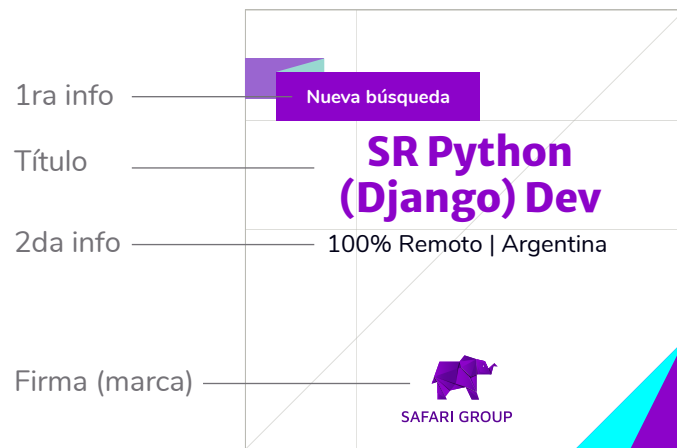 1ra info
Nueva búsqueda
Título
SR Python
(Django) Dev
2da info
100% Remoto | Argentina
Firma (marca)
SAFARI GROUP